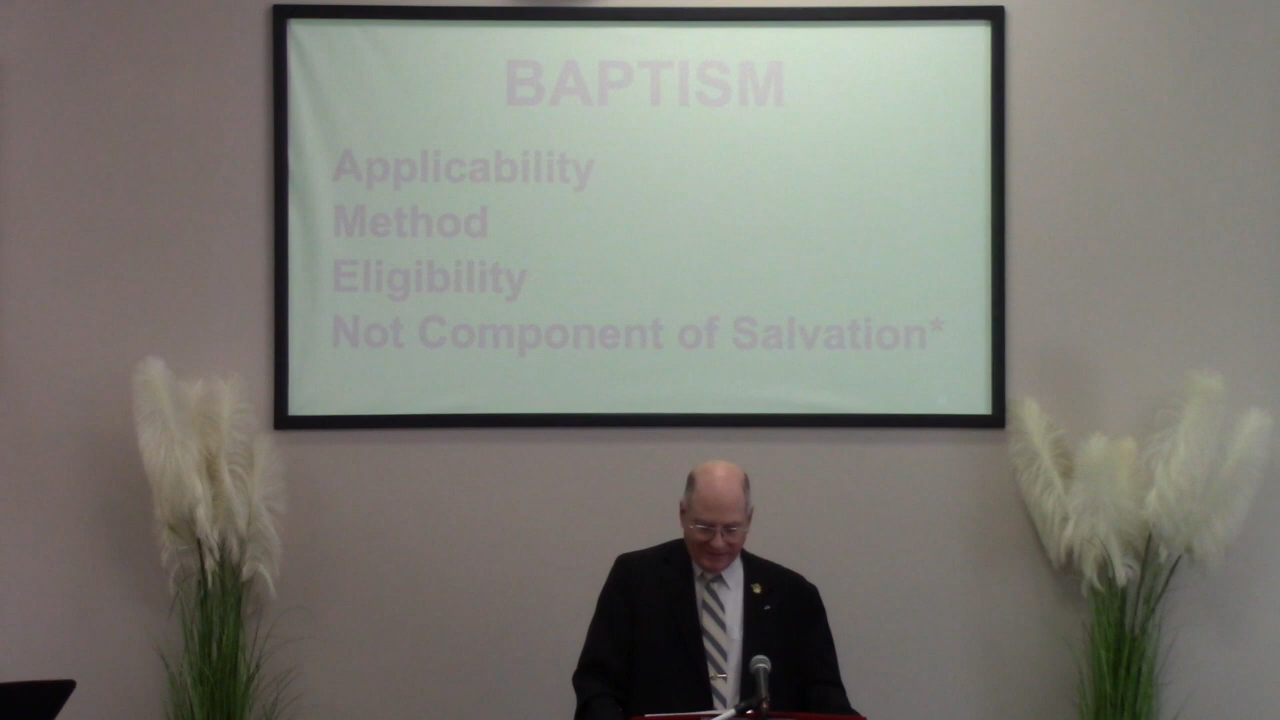 BAPTISM
Applicability
Method
Eligibility
Not Component of Salvation*